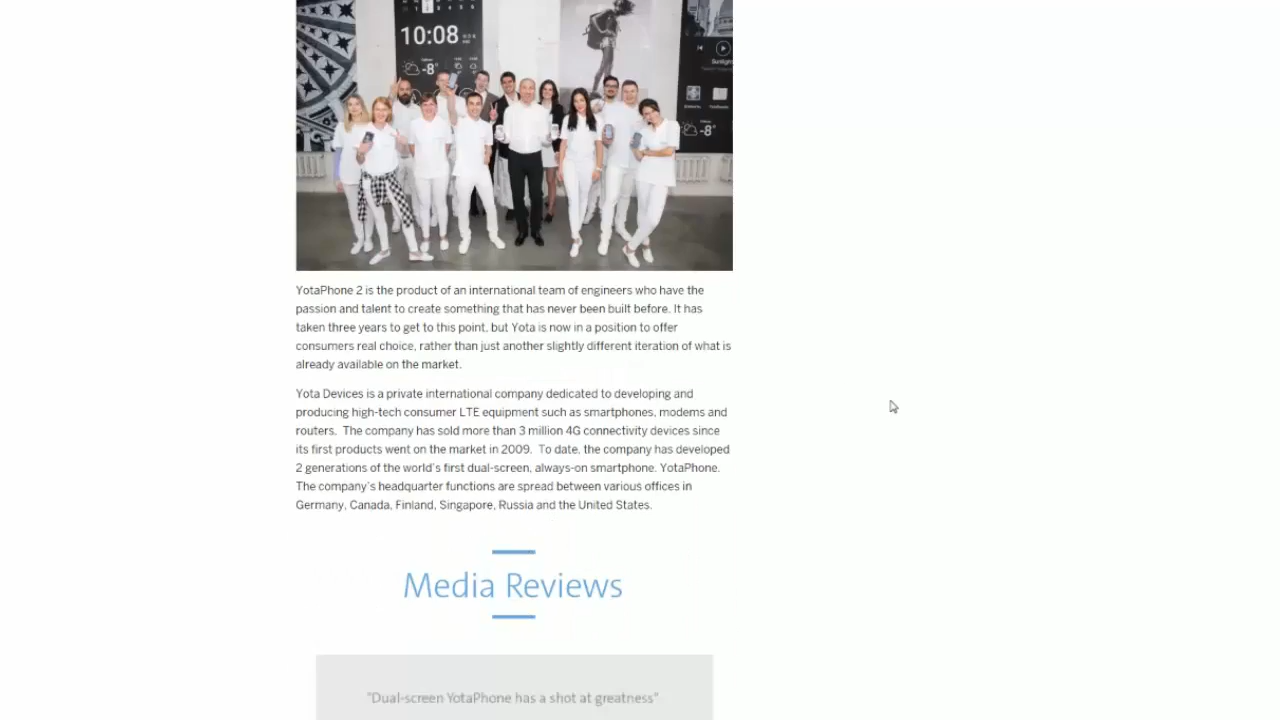 10:08
-8°
Sunligh
-8°
YotaPhone 2 is the product of an international team of engineers who have the
passion and talent to create something that has never been built before. It has
taken three years to get to this point, but Yota is now in a position to offer
consumers real choice, rather than just another slightly different iteration of what is
already available on the market.
Yota Devices is a private international company dedicated to developing and
producing high-tech consumer LTE equipment such as smartphones, modems and
routers.  The company has sold more than 3 million 4G connectivity devices since
its first products went on the market in 2009.  To date, the company has developed
2 generations of the world's first dual-screen, always-on smartphone, YotaPhone.
The company's headquarter functions are spread between various offices in
Germany, Canada, Finland, Singapore, Russia and the United States.
Media Reviews
"Dual-screen YotaPhone has a shot at greatness"